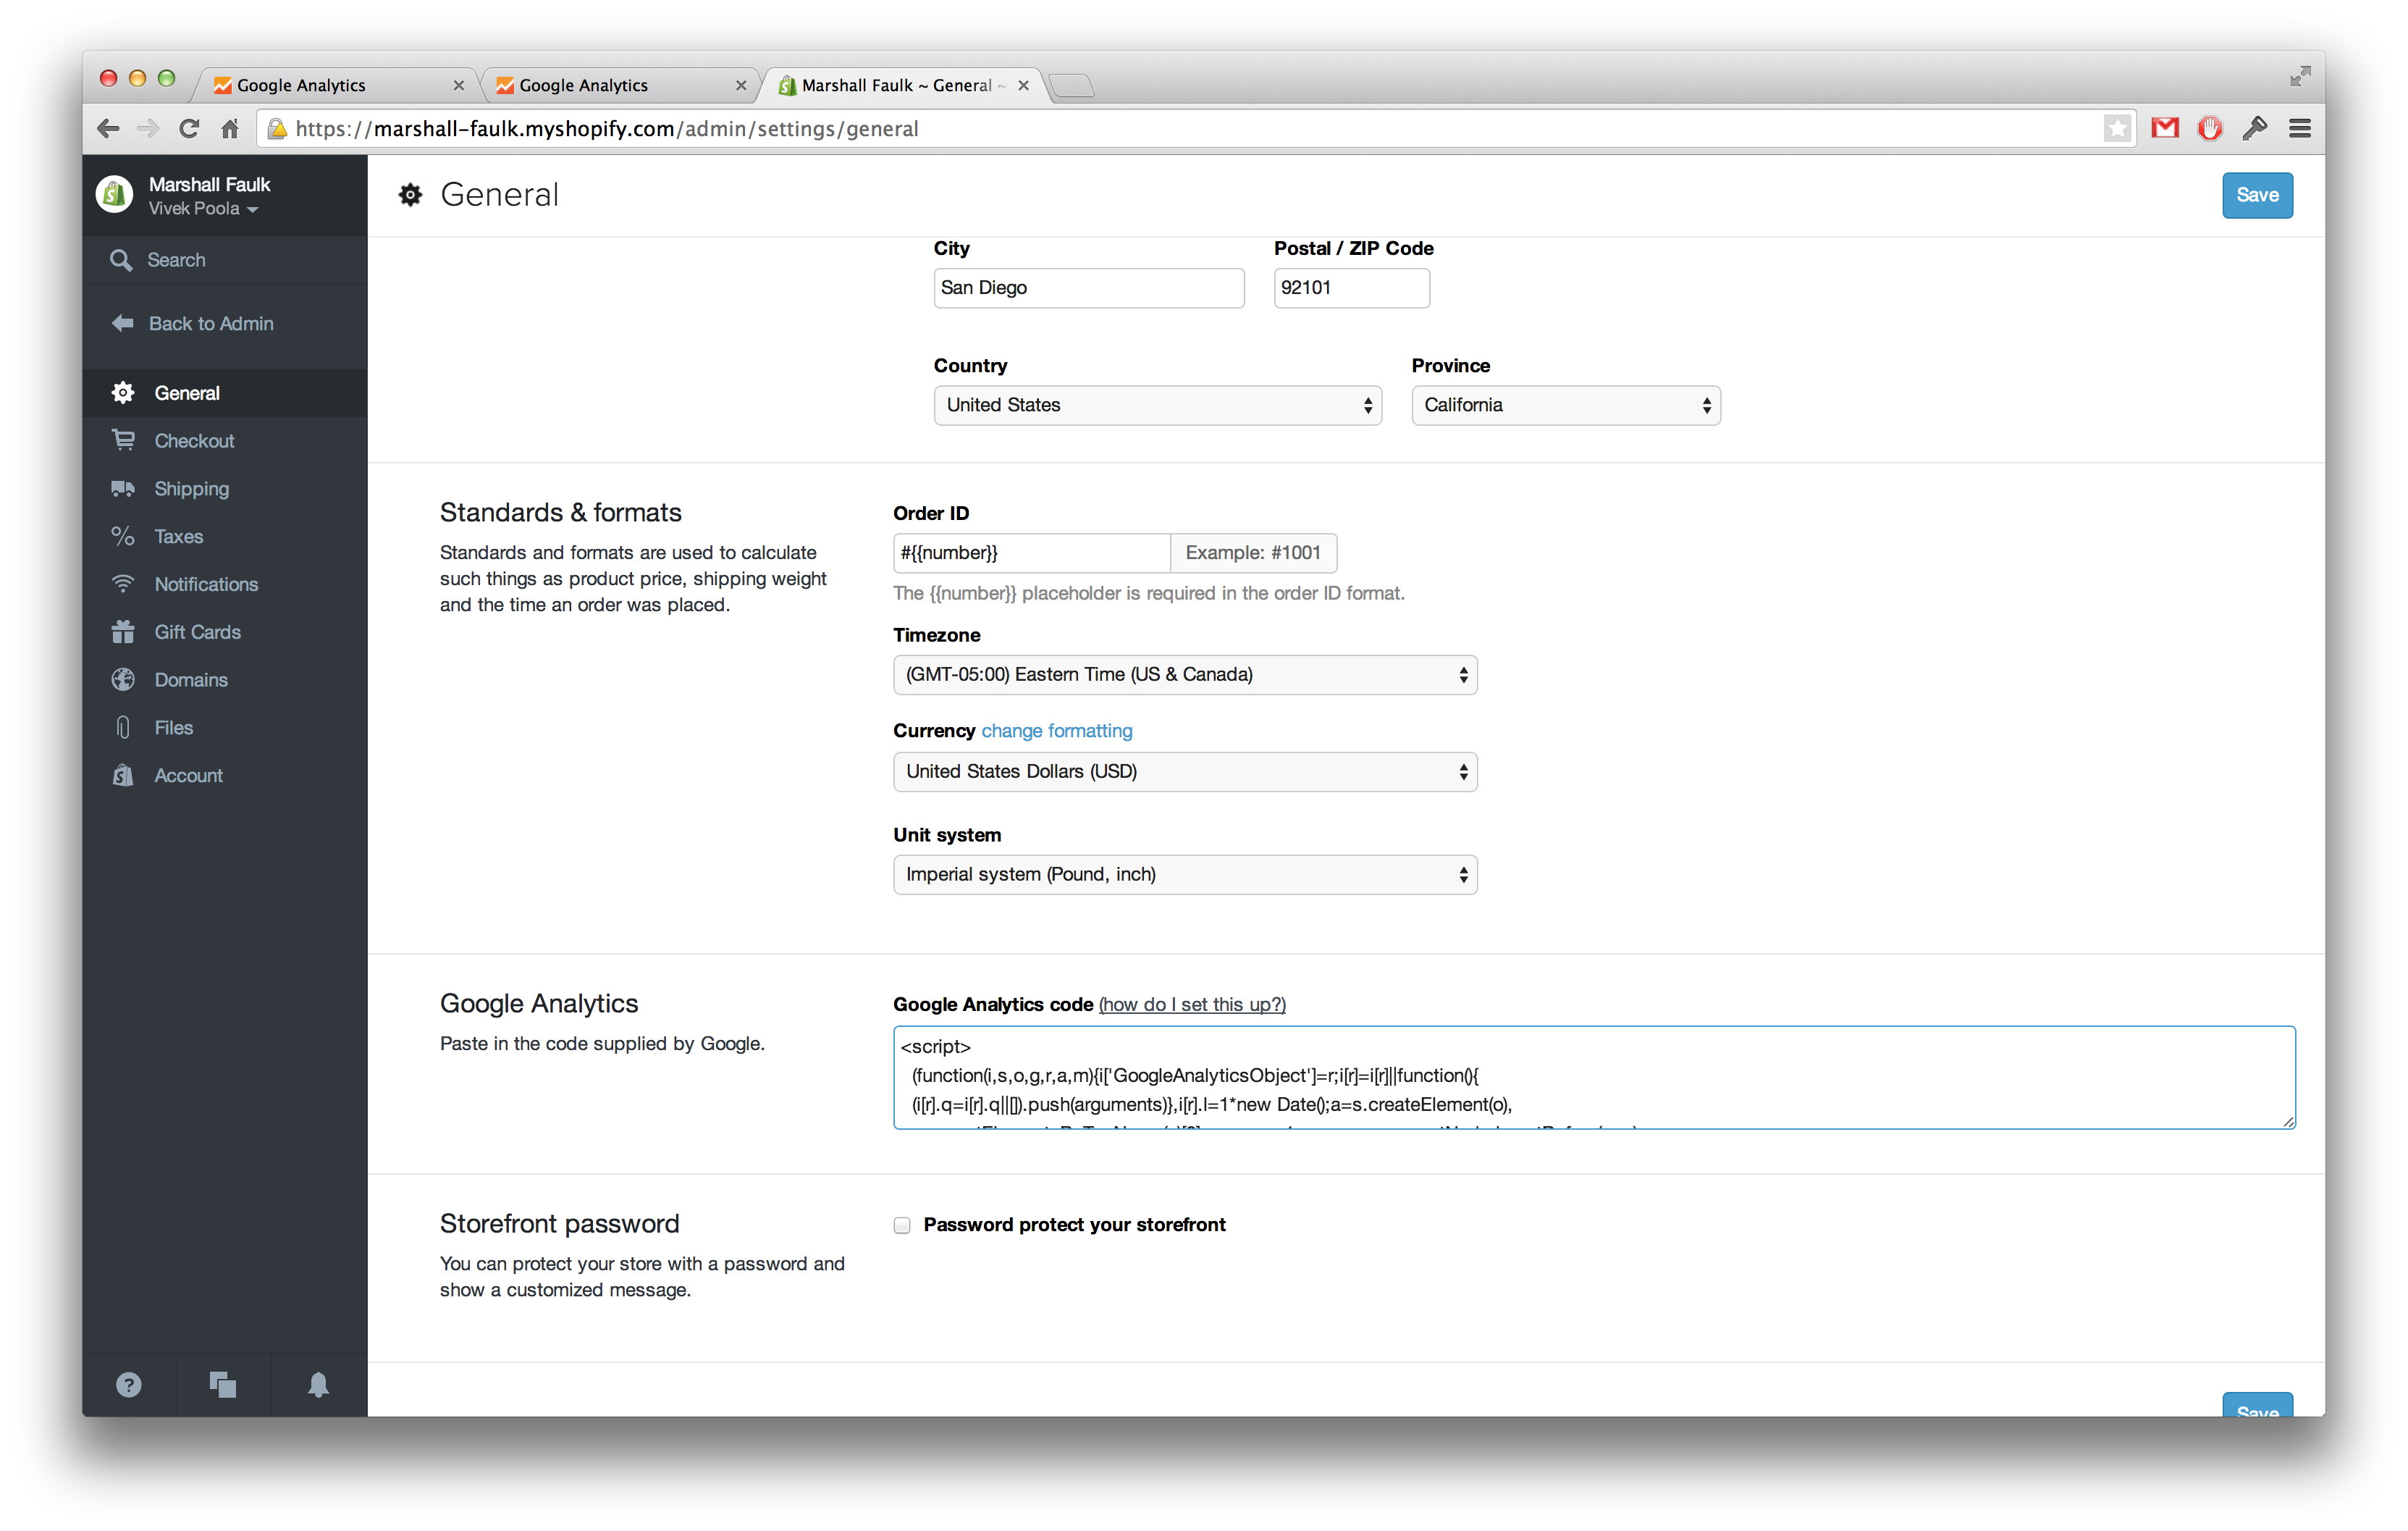 Google Analytics
Google Analytics
Marshall Faulk ~ General ~
https://marshall-faulk.myshopify.com/admin/settings/general
Marshall Faulk
Vivek Poola
Search
Back to Admin
General
Checkout
Shipping
Taxes
Notifications
Gift Cards
Domains
Files
Account
General
Save
City
Postal / ZIP Code
San Diego
92101
Country
Province
United States
California
Standards & formats
Standards and formats are used to calculate
such things as product price, shipping weight
and the time an order was placed.
Order ID
#{{number}}
Example: #1001
The {{number}} placeholder is required in the order ID format.
Timezone
(GMT-05:00) Eastern Time (US & Canada)
Currency change formatting
United States Dollars (USD)
Unit system
Imperial system (Pound, inch)
Google Analytics
Paste in the code supplied by Google.
Google Analytics code (how do I set this up?)
<script>
(function(i,s,o,g,r,a,m){i['GoogleAnalyticsObject']=r;i[r]=i[r]||function(){
(i[r].q=i[r].q||[]).push(arguments)},i[r].l=1*new Date();a=s.createElement(o),
Storefront password
You can protect your store with a password and
show a customized message.
Password protect your storefront
Save